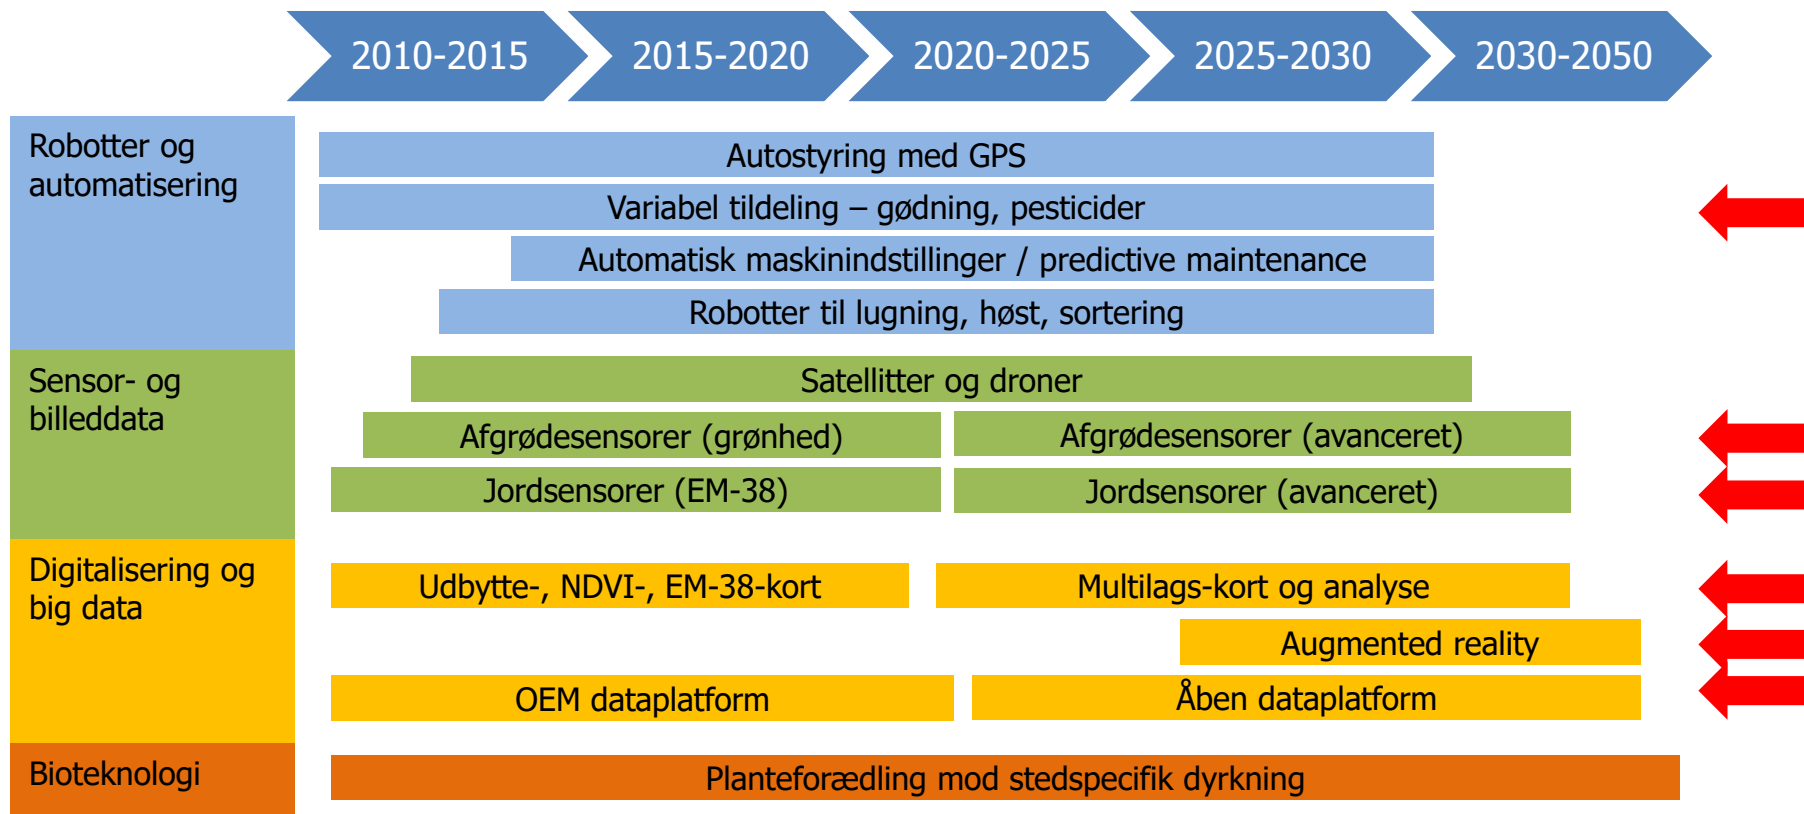 2010-2015
2015-2020
2020-2025
2025-2030
2030-2050
Robotter og
automatisering
Autostyring med GPS
Variabel tildeling – gødning, pesticider
Automatisk maskinindstillinger / predictive maintenance
Robotter til lugning, høst, sortering
Sensor- og
billeddata
Satellitter og droner
Afgrødesensorer (grønhed)
Afgrødesensorer (avanceret)
Jordsensorer (EM-38)
Jordsensorer (avanceret)
Digitalisering og
big data
Udbytte-, NDVI-, EM-38-kort
Multilags-kort og analyse
Augmented reality
OEM dataplatform
Åben dataplatform
Bioteknologi
Planteforædling mod stedspecifik dyrkning